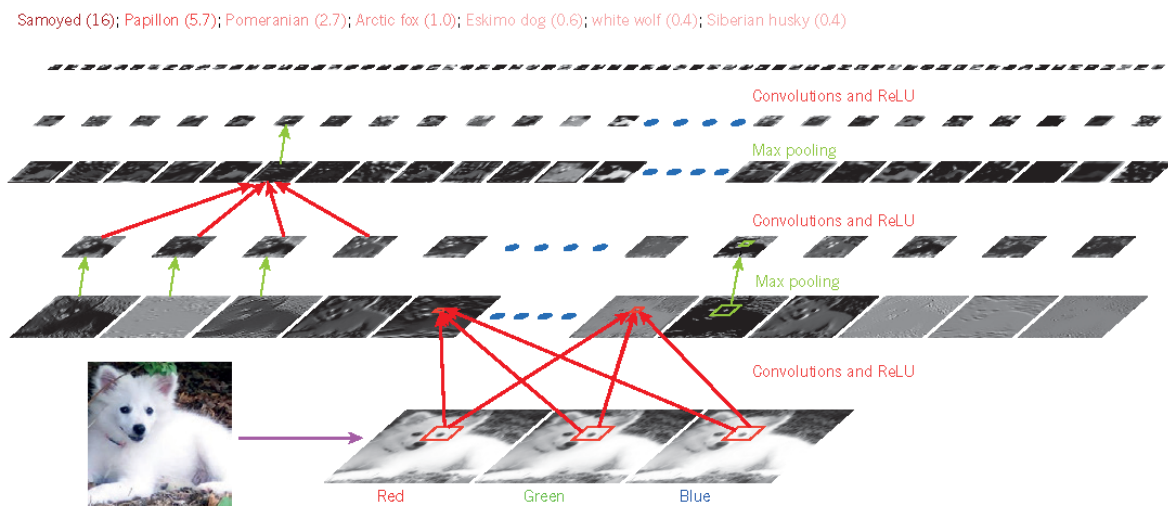 Samoyed (16); Papillon (5.7); Pomeranian (2.7); Arctic fox (1.0); Eskimo dog (0.6); white wolf (0.4); Siberian husky (0.4)
Convolutions and ReLU
Max pooling
Convolutions and ReLU
Max pooling
Convolutions and ReLU
Red Green Blue